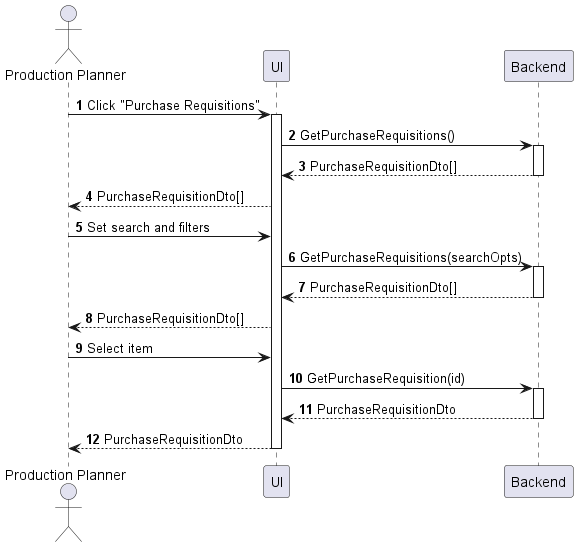 Production Planner
UI
Backend
1 Click "Purchase Requisitions"
2 GetPurchaseRequisitions()
3 PurchaseRequisitionDto[]
4 PurchaseRequisitionDto[]
5 Set search and filters
6 GetPurchaseRequisitions(searchOpts)
7 PurchaseRequisitionDto[]
8 PurchaseRequisitionDto[]
9 Select item
10 GetPurchaseRequisition(id)
11 PurchaseRequisitionDto
12 PurchaseRequisitionDto
Production Planner
UI
Backend